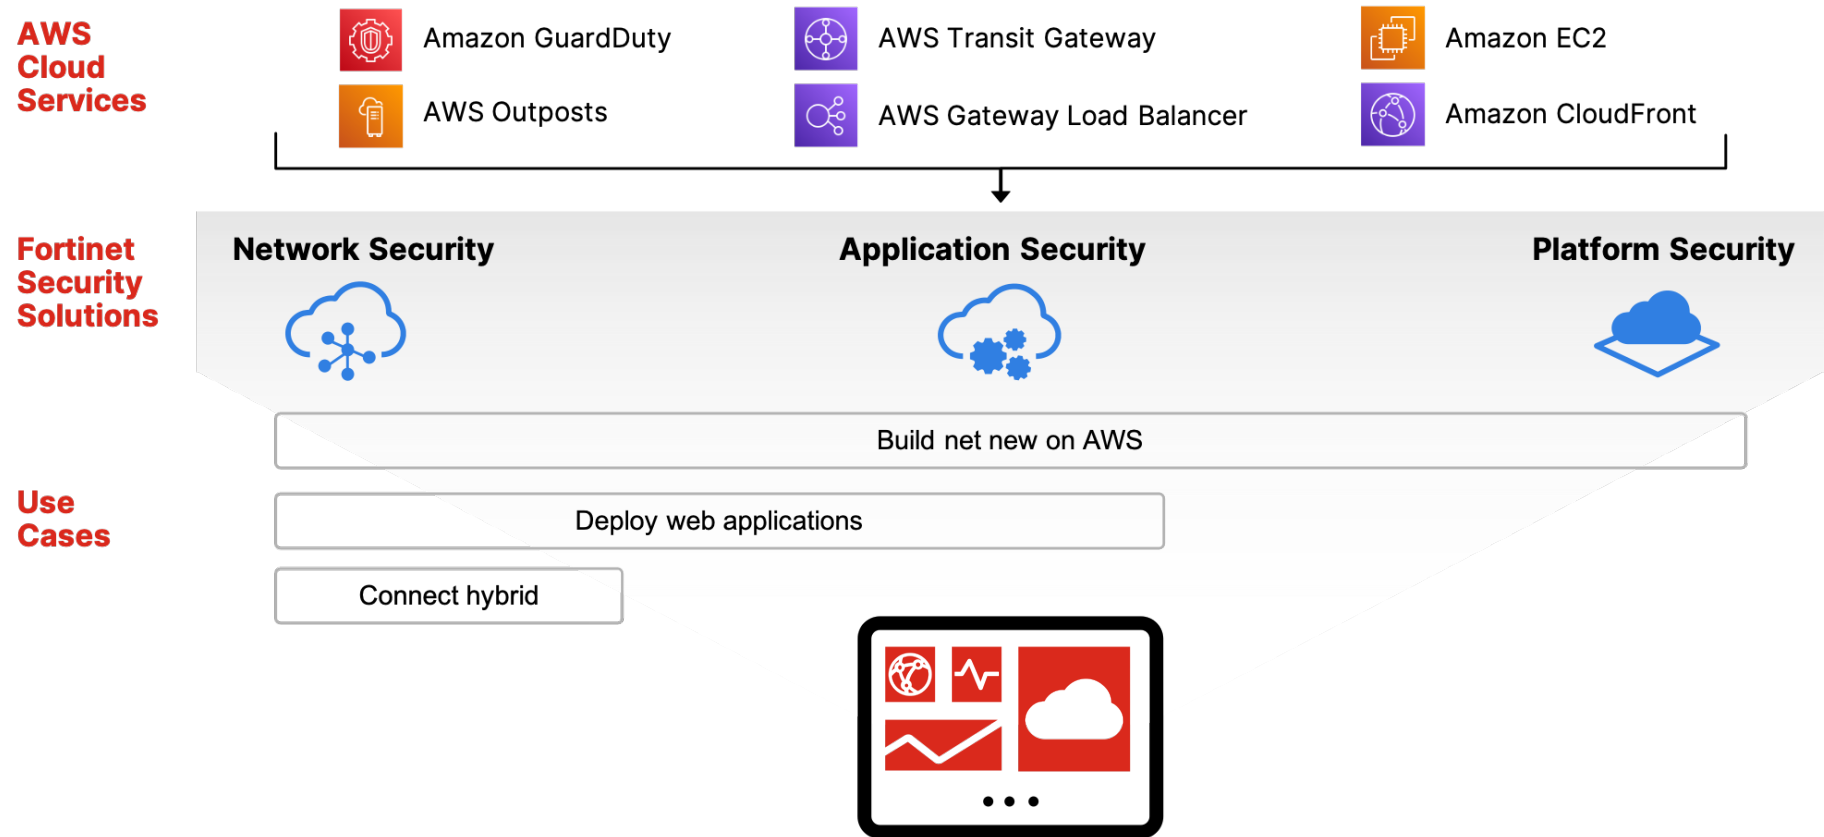 AWS
Cloud
Services
Amazon GuardDuty
AWS Transit Gateway
Amazon EC2
AWS Outposts
AWS Gateway Load Balancer
Amazon CloudFront
Fortinet
Security
Solutions
Network Security
Application Security
Platform Security
Use
Cases
Build net new on AWS
Deploy web applications
Connect hybrid